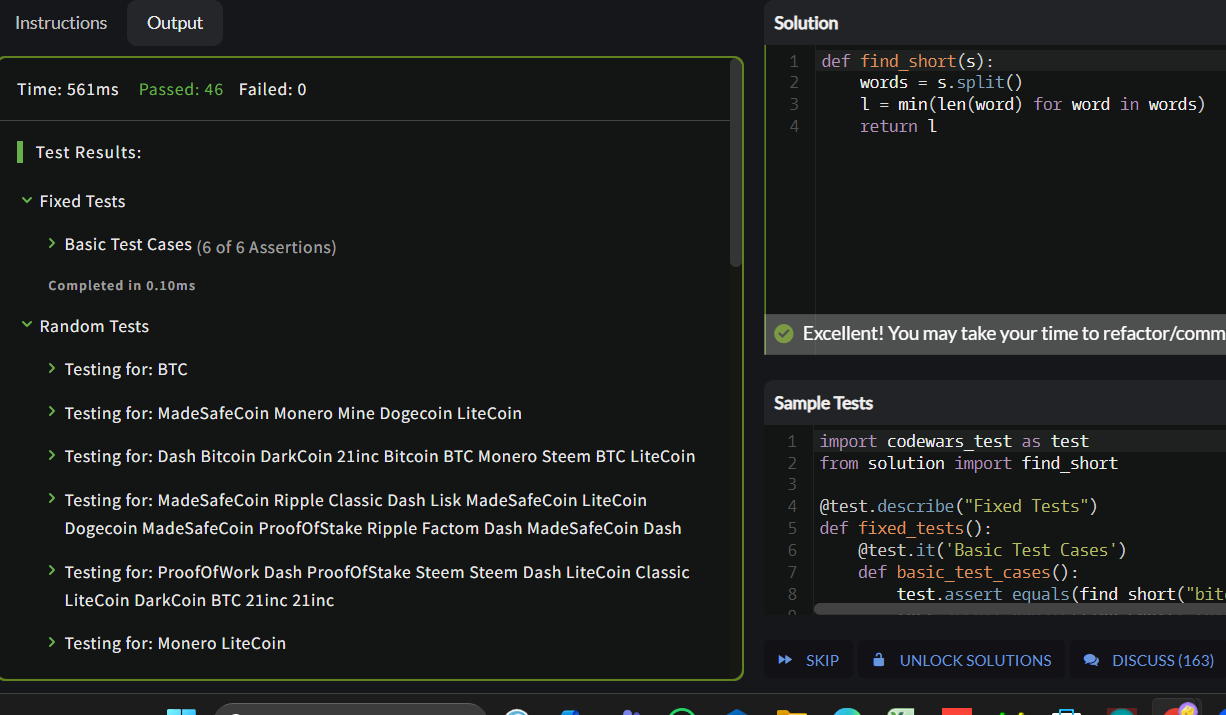 Instructions
Output
Time: 561ms Passed: 46 Failed: 0
Test Results:
Fixed Tests
Basic Test Cases (6 of 6 Assertions)
Completed in 0.10ms
Random Tests
Testing for: BTC
Testing for: MadeSafeCoin Monero Mine Dogecoin LiteCoin
Testing for: Dash Bitcoin DarkCoin 21inc Bitcoin BTC Monero Steem BTC LiteCoin
Testing for: MadeSafeCoin Ripple Classic Dash Lisk MadeSafeCoin LiteCoin
Dogecoin MadeSafeCoin ProofOfStake Ripple Factom Dash MadeSafeCoin Dash
Testing for: ProofOfWork Dash ProofOfStake Steem Steem Dash LiteCoin Classic
LiteCoin DarkCoin BTC 21inc 21inc
Testing for: Monero LiteCoin
Solution
1 def find_short(s):
2 words = s.split()
3 l = min(len(word) for word in words)
4 return l
Excellent! You may take your time to refactor/comm
Sample Tests
1 import codewars_test as test
2 from solution import find_short
3
4 @test.describe("Fixed Tests")
5 def fixed_tests():
6 @test.it('Basic Test Cases')
7 def basic_test_cases():
8 test.assert_equals(find_short("bit
SKIP
UNLOCK SOLUTIONS
DISCUSS (163)